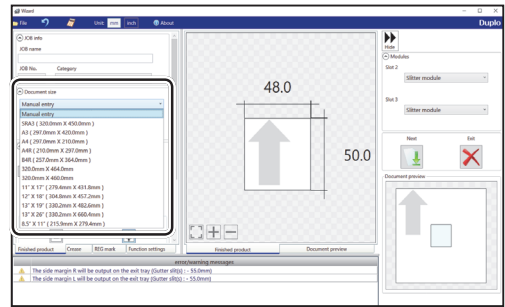 Wizard
File
Unit: mm inch
About
Duplo
JOB info
JOB name
JOB No. Category
Document size
Manual entry
Manual entry
SRA3 ( 320.0mm X 450.0mm )
A3 ( 297.0mm X 420.0mm )
A4 ( 297.0mm X 210.0mm )
A4R ( 210.0mm X 297.0mm )
B4R ( 257.0mm X 364.0mm )
320.0mm X 464.0mm
320.0mm X 460.0mm
11" X 17" ( 279.4mm X 431.8mm )
12" X 18" ( 304.8mm X 457.2mm )
13" X 19" ( 330.2mm X 482.6mm )
13" X 26" ( 330.2mm X 660.4mm )
8.5" X 11" ( 215.9mm X 279.4mm )
Finished product Crease REG mark Function settings
48.0
50.0
Finished product Document preview
Hide
Modules
Slot 2
Slitter module
Slot 3
Slitter module
Next Exit
Document preview
error/warning messages
The side margin R will be output on the exit tray (Gutter slit(s) : - 55.0mm)
The side margin L will be output on the exit tray (Gutter slit(s) : - 55.0mm)